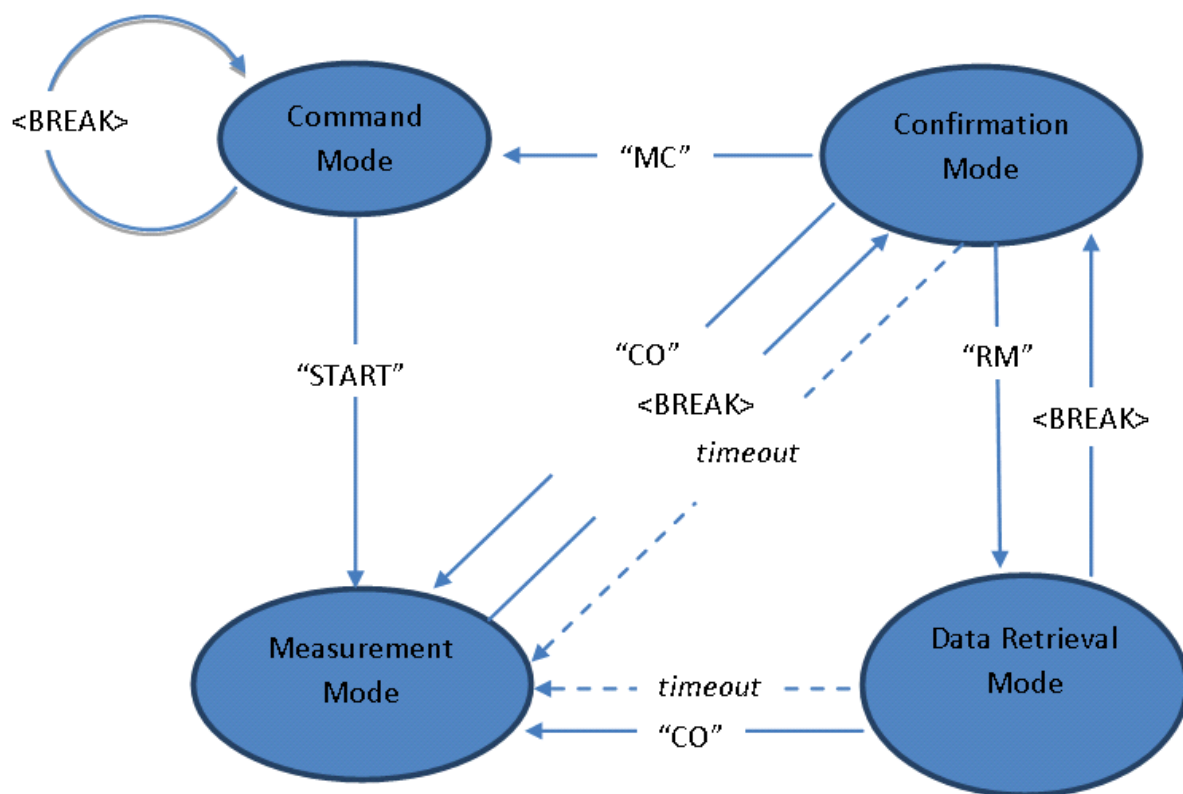 Command
Mode
Confirmation
Mode
<BREAK>
“MC”
“START”
“CO”
“RM”
<BREAK>
<BREAK>
timeout
Measurement
Mode
Data Retrieval
Mode
timeout
“CO”